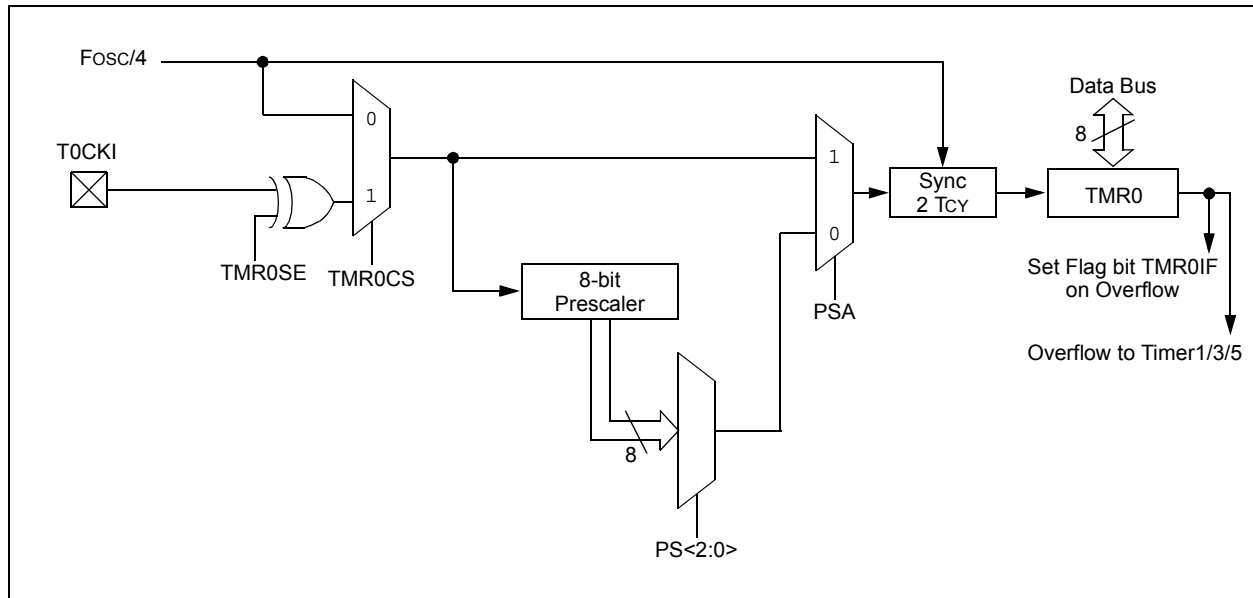 Fosc/4
T0CKI
0
1
TMR0SE
TMR0CS
8-bit
Prescaler
8
PS<2:0>
1
0
PSA
Sync
2 TCY
Data Bus
8
TMR0
Set Flag bit TMR0IF
on Overflow
Overflow to Timer1/3/5